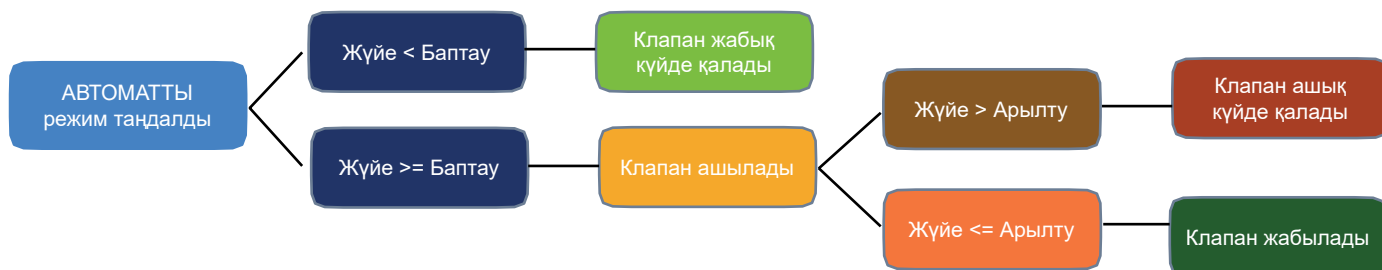 АВТОМАТТЫ
режим таңдалды
Жүйе < Баптау
Клапан жабық
күйде қалады
Жүйе >= Баптау
Клапан ашылады
Жүйе > Арылту
Клапан ашық
күйде қалады
Жүйе <= Арылту
Клапан жабылады